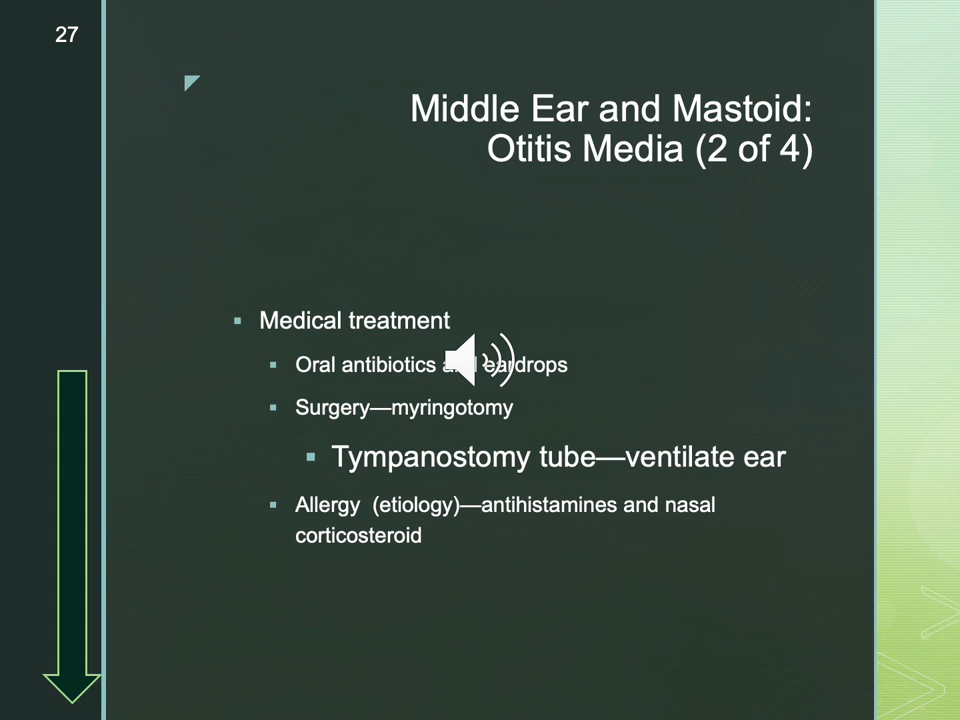 27
Middle Ear and Mastoid:
Otitis Media (2 of 4)
▪ Medical treatment
▪ Oral antibiotics and eardrops
▪ Surgery—myringotomy
▪ Tympanostomy tube—ventilate ear
▪ Allergy  (etiology)—antihistamines and nasal
corticosteroid